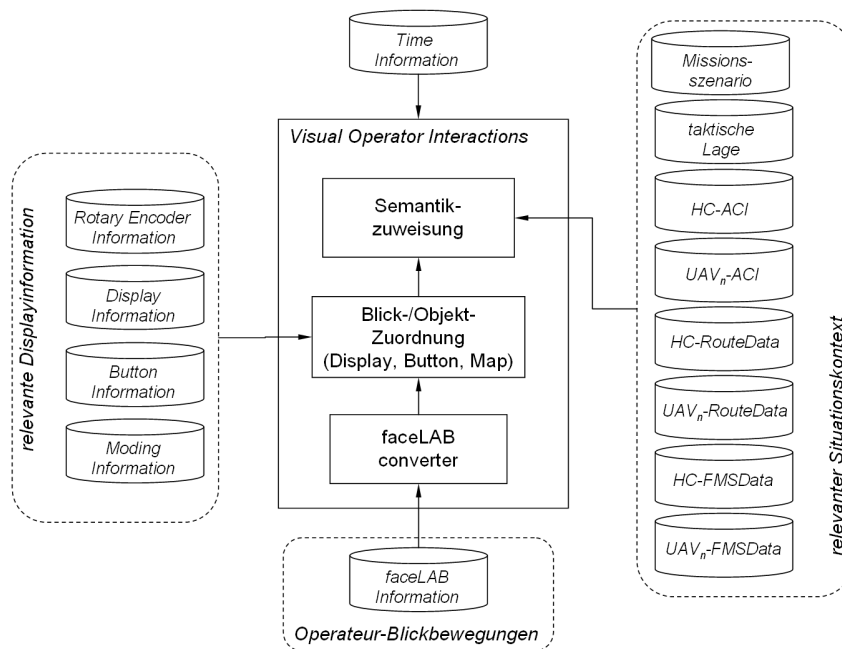 Time
Information
Visual Operator Interactions
Semantik-
zuweisung
Blick-/Objekt-
Zuordnung
(Display, Button, Map)
faceLAB
converter
faceLAB
Information
Operateur-Blickbewegungen
relevante Displayinformation
Rotary Encoder
Information
Display
Information
Button
Information
Moding
Information
Missions-
szenario
taktische
Lage
HC-ACI
UAVn-ACI
HC-RouteData
UAVn-RouteData
HC-FMSData
UAVn-FMSData
relevanter Situationskontext